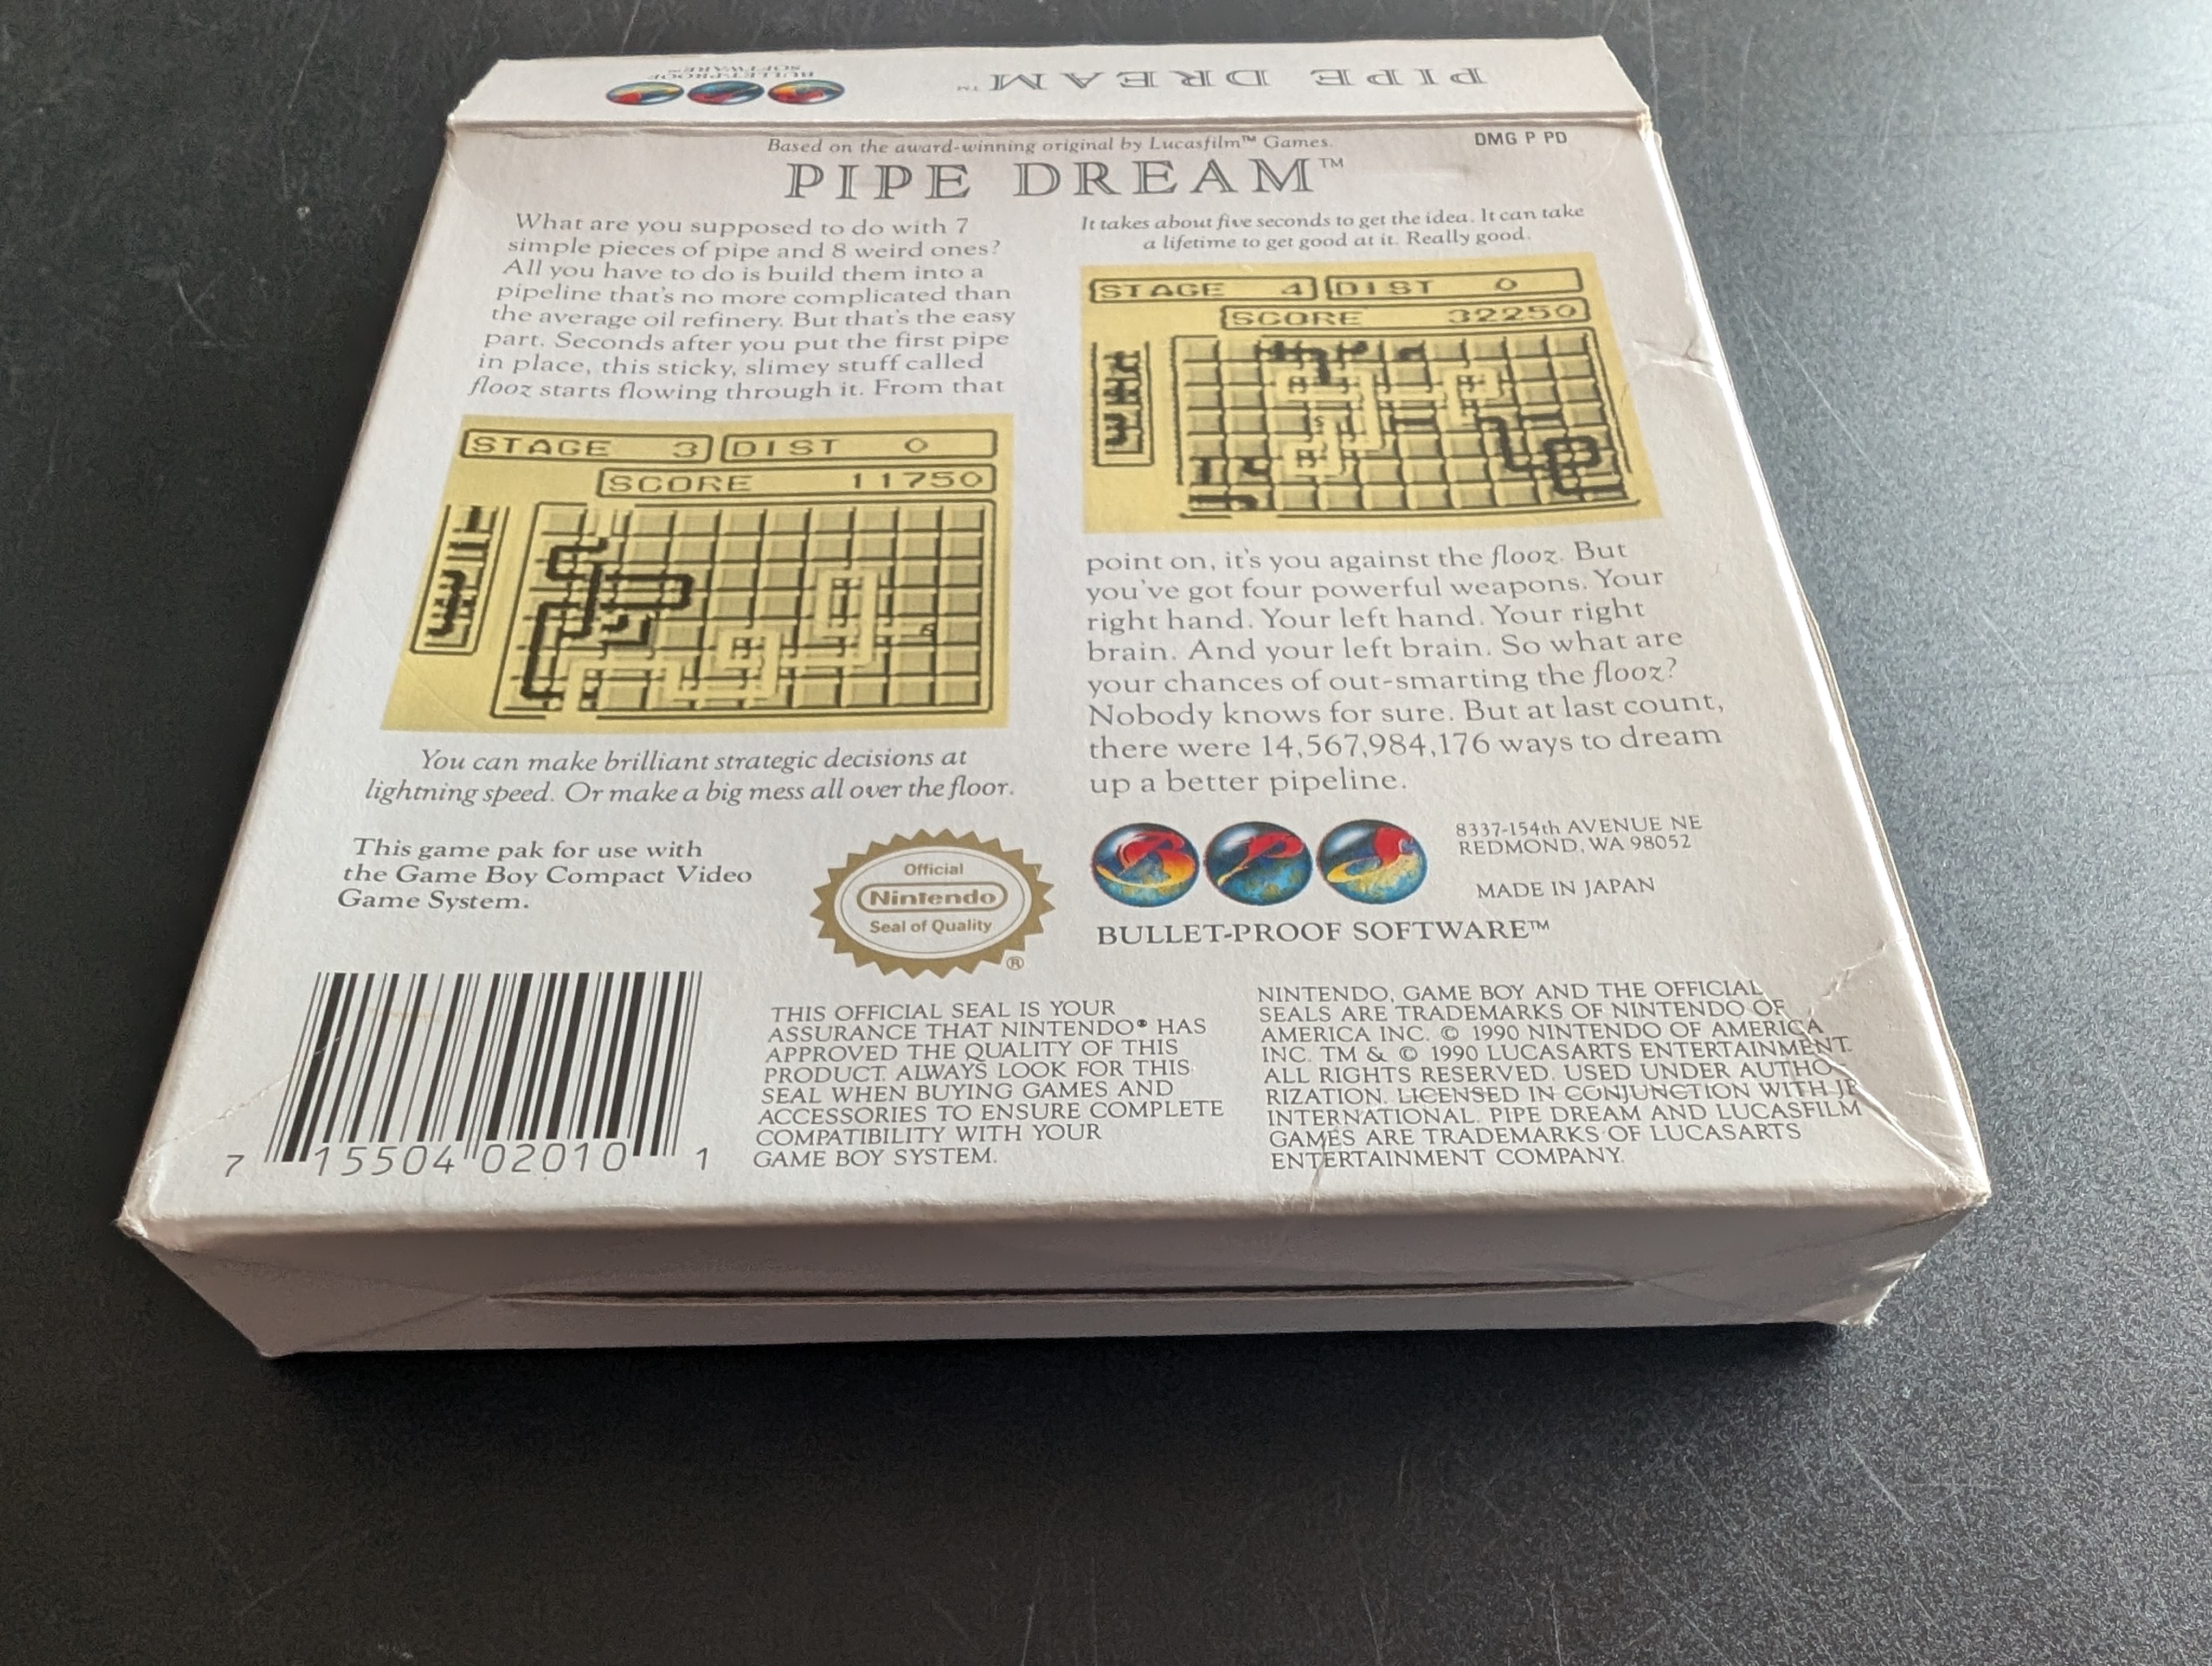 BULLET-PROOF
SOFTWARE™
PIPE DREAM™
Based on the award-winning original by Lucasfilm™ Games.
DMG P PD
PIPE DREAM™
What are you supposed to do with 7
simple pieces of pipe and 8 weird ones?
All you have to do is build them into a
pipeline that's no more complicated than
the average oil refinery. But that's the easy
part. Seconds after you put the first pipe
in place, this sticky, slimey stuff called
flooz starts flowing through it. From that
STAGE 3 DIST 0
SCORE 11750
You can make brilliant strategic decisions at
lightning speed. Or make a big mess all over the floor.
It takes about five seconds to get the idea. It can take
a lifetime to get good at it. Really good.
STAGE 4 DIST 0
SCORE 32250
point on, it's you against the flooz. But
you've got four powerful weapons. Your
right hand. Your left hand. Your right
brain. And your left brain. So what are
your chances of out-smarting the flooz?
Nobody knows for sure. But at last count,
there were 14,567,984,176 ways to dream
up a better pipeline.
This game pak for use with
the Game Boy Compact Video
Game System.
Official
Nintendo
Seal of Quality
®
B P S
BULLET-PROOF SOFTWARE™
8337-154th AVENUE NE
REDMOND, WA 98052
MADE IN JAPAN
7 15504 02010 1
THIS OFFICIAL SEAL IS YOUR
ASSURANCE THAT NINTENDO® HAS
APPROVED THE QUALITY OF THIS
PRODUCT. ALWAYS LOOK FOR THIS
SEAL WHEN BUYING GAMES AND
ACCESSORIES TO ENSURE COMPLETE
COMPATIBILITY WITH YOUR
GAME BOY SYSTEM.
NINTENDO, GAME BOY AND THE OFFICIAL
SEALS ARE TRADEMARKS OF NINTENDO OF
AMERICA INC. © 1990 NINTENDO OF AMERICA
INC. TM & © 1990 LUCASARTS ENTERTAINMENT.
ALL RIGHTS RESERVED. USED UNDER AUTHO-
RIZATION. LICENSED IN CONJUNCTION WITH JP
INTERNATIONAL. PIPE DREAM AND LUCASFILM
GAMES ARE TRADEMARKS OF LUCASARTS
ENTERTAINMENT COMPANY.